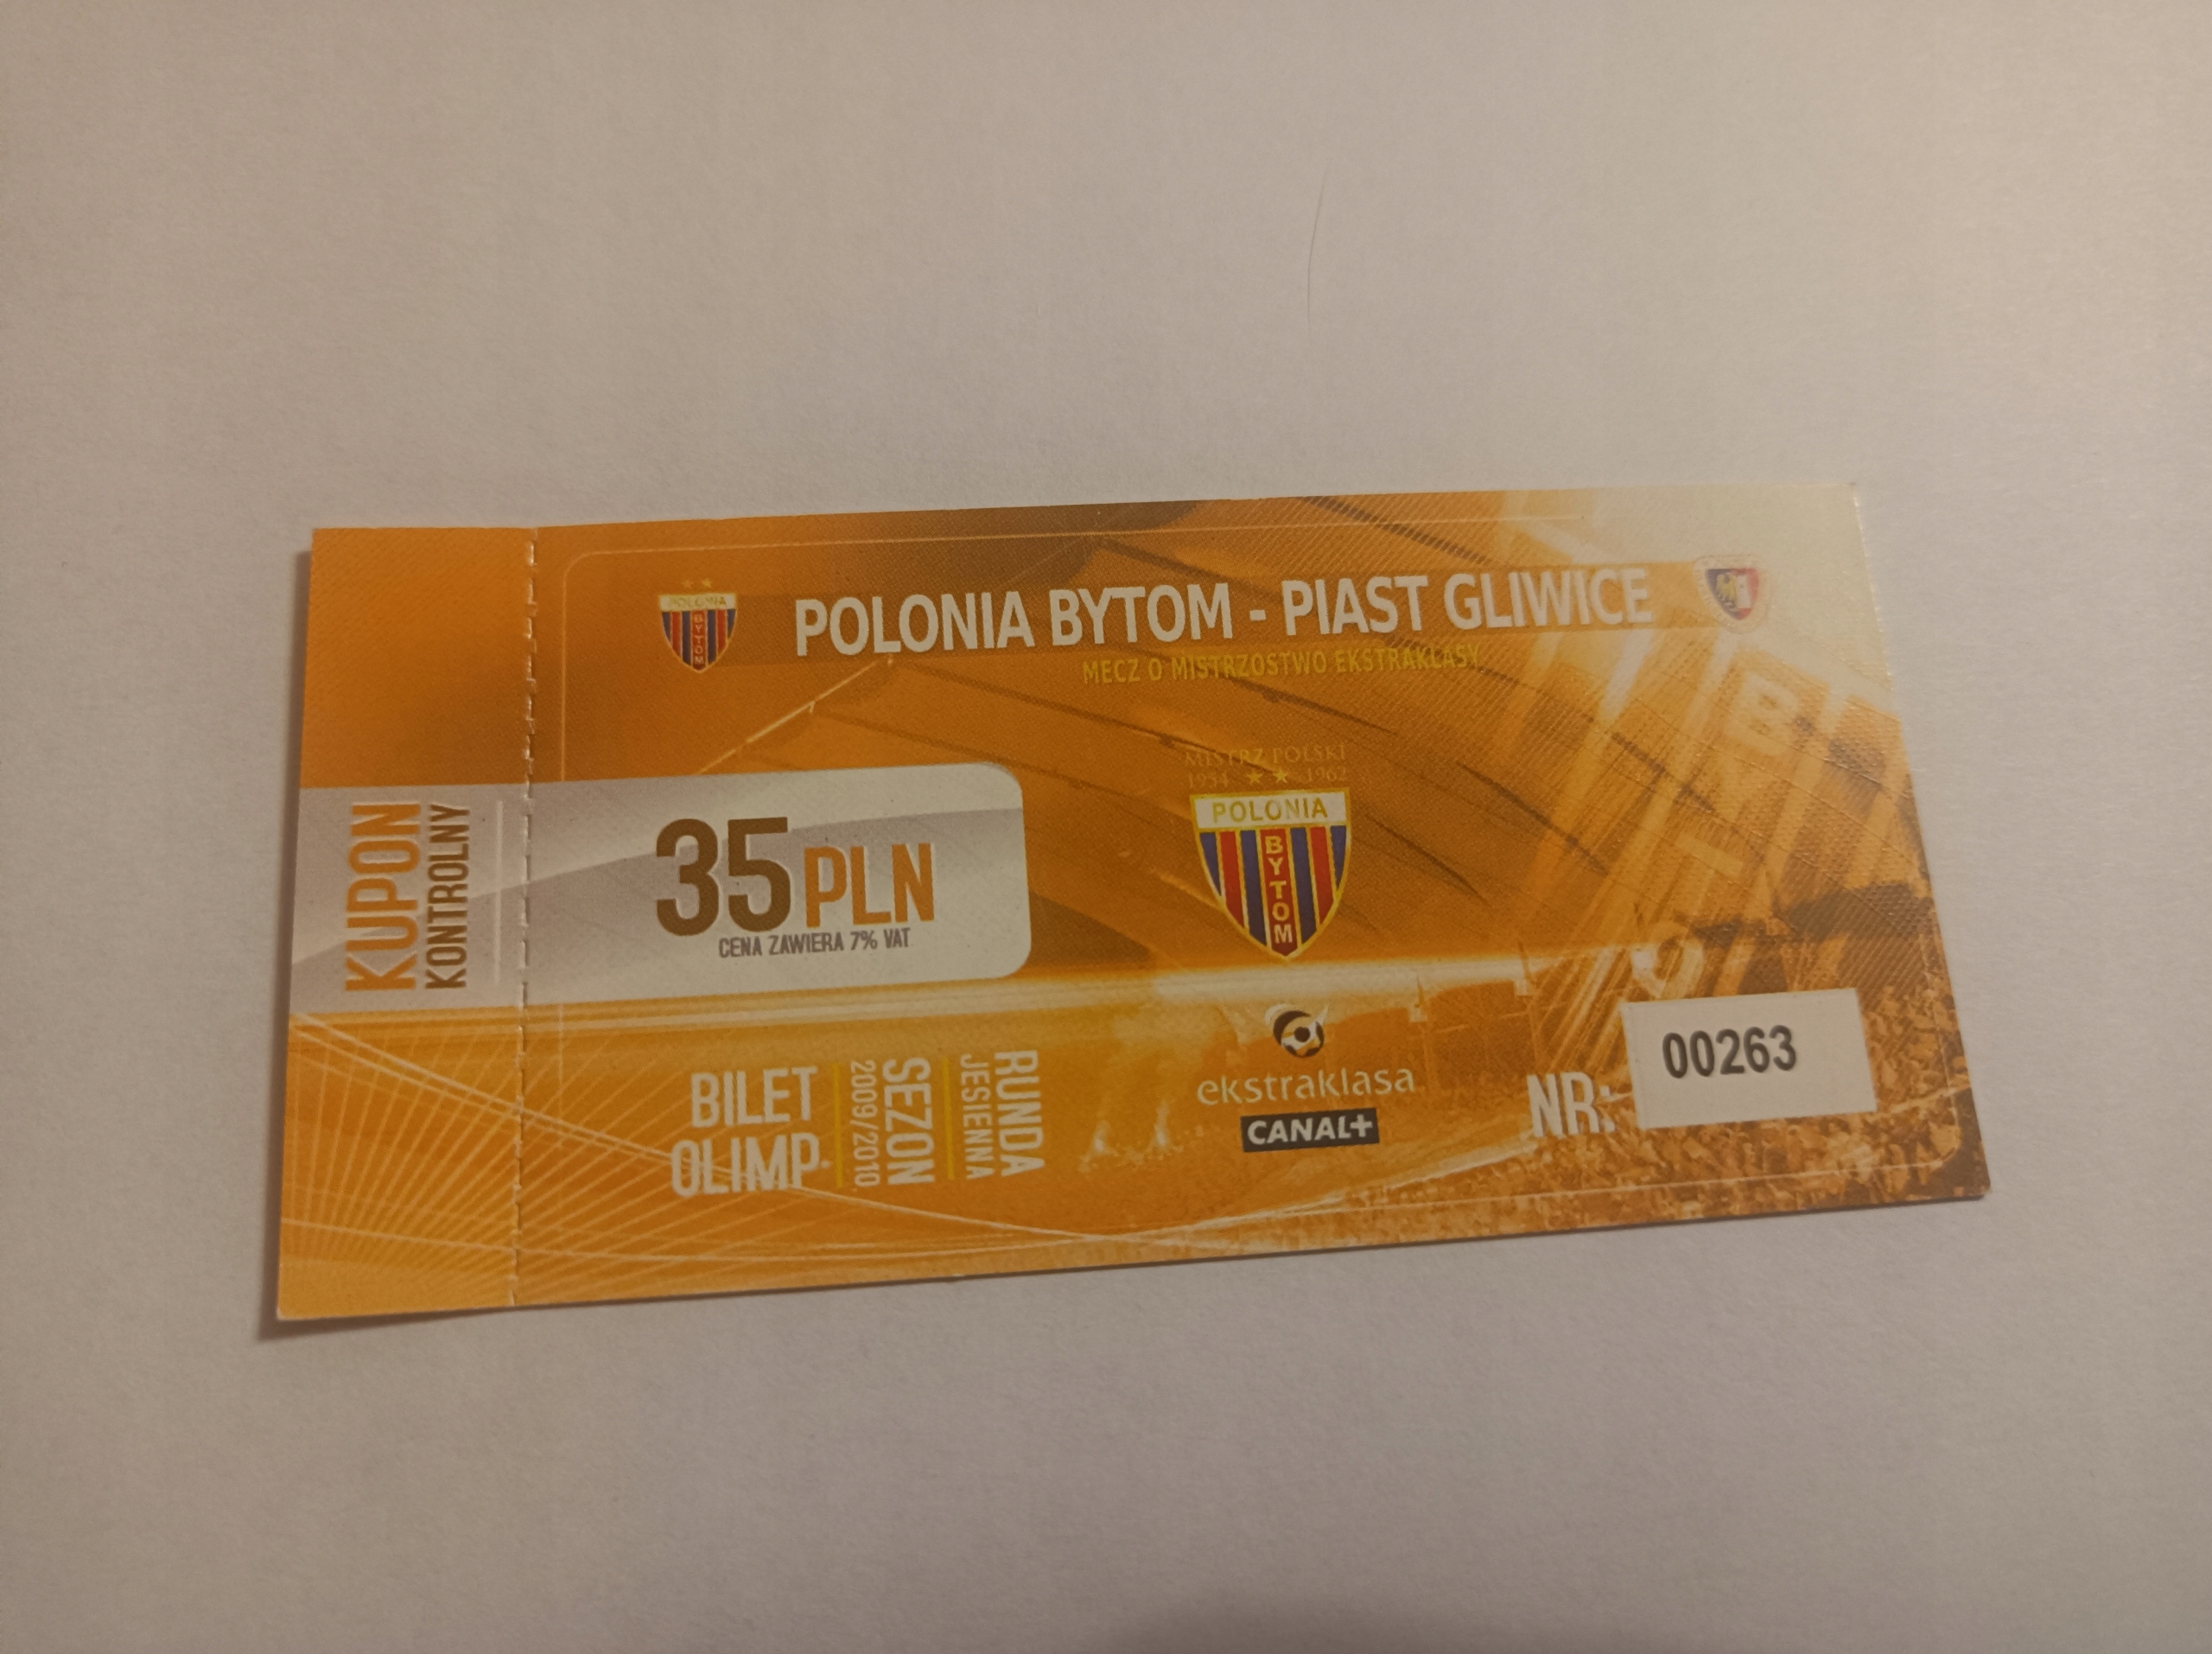 POLONIA BYTOM - PIAST GLIWICE
MECZ O MISTRZOSTWO EKSTRAKLASY
POLONIA
BYTOM
KUPON
KONTROLNY
35 PLN
CENA ZAWIERA 7% VAT
MISTRZ POLSKI
1954 ★★ 1962
POLONIA
BYTOM
BILET
OLIMP
SEZON
2009/2010
RUNDA
JESIENNA
ekstraklasa
CANAL+
NR: 00263